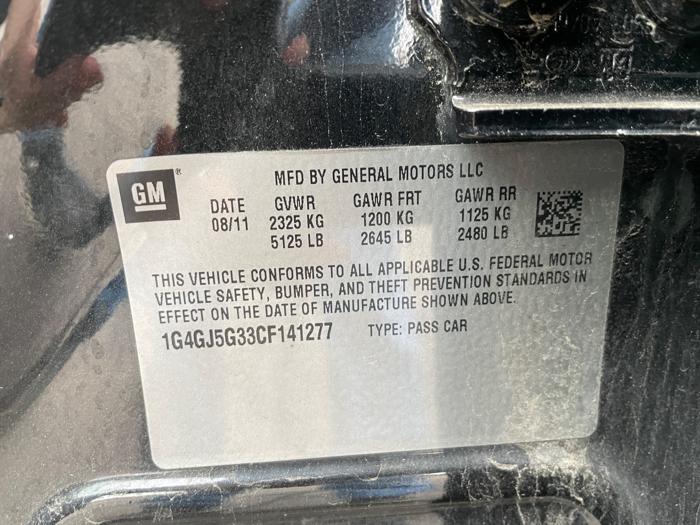 GM ®
MFD BY GENERAL MOTORS LLC
DATE GVWR GAWR FRT GAWR RR
08/11 2325 KG 1200 KG 1125 KG
5125 LB 2645 LB 2480 LB
THIS VEHICLE CONFORMS TO ALL APPLICABLE U.S. FEDERAL MOTOR
VEHICLE SAFETY, BUMPER, AND THEFT PREVENTION STANDARDS IN
EFFECT ON THE DATE OF MANUFACTURE SHOWN ABOVE.
1G4GJ5G33CF141277 TYPE: PASS CAR